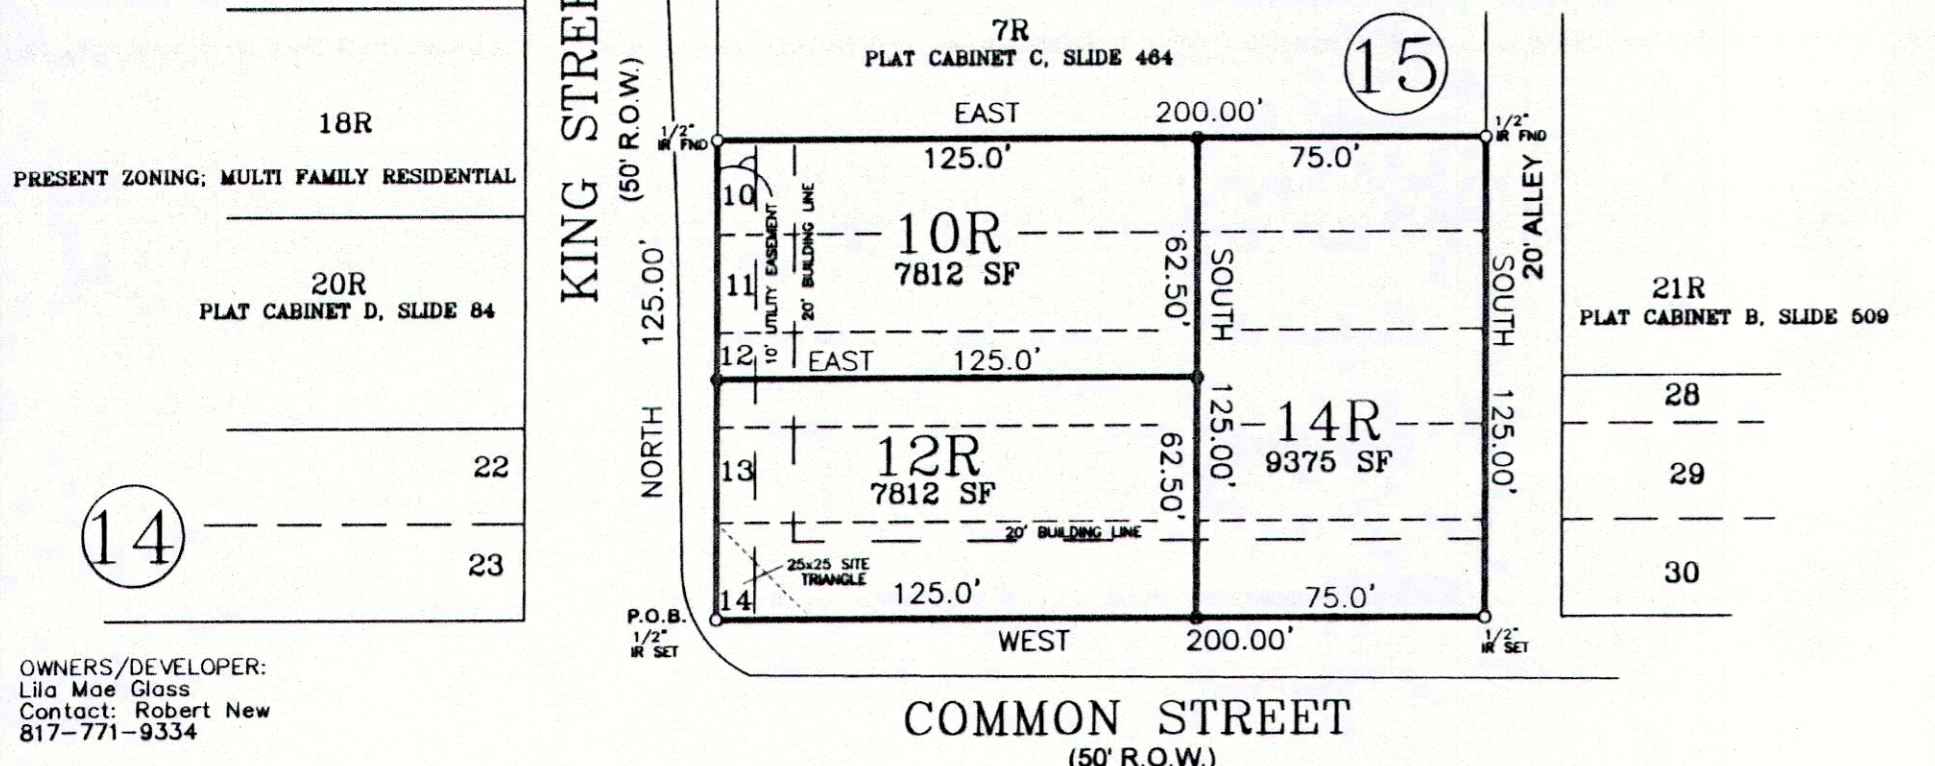 18R
PRESENT ZONING; MULTI FAMILY RESIDENTIAL
20R
PLAT CABINET D, SLIDE 84
22
14
23
OWNERS/DEVELOPER:
Lila Mae Glass
Contact: Robert New
817-771-9334
KING STREE
(50' R.O.W.)
NORTH 125.00'
7R
PLAT CABINET C, SLIDE 464
15
EAST 200.00'
1/2"
IR FND
1/2"
IR FND
125.0'
75.0'
10
11
12
13
14
10' UTILITY EASEMENT
20' BUILDING LINE
10R
7812 SF
62.50'
EAST 125.0'
12R
7812 SF
62.50'
20' BUILDING LINE
25x25 SITE
TRIANGLE
125.0'
75.0'
SOUTH 125.00'
14R
9375 SF
SOUTH 125.00'
20' ALLEY
P.O.B.
1/2"
IR SET
WEST 200.00'
1/2"
IR SET
COMMON STREET
(50' R.O.W.)
21R
PLAT CABINET B, SLIDE 509
28
29
30